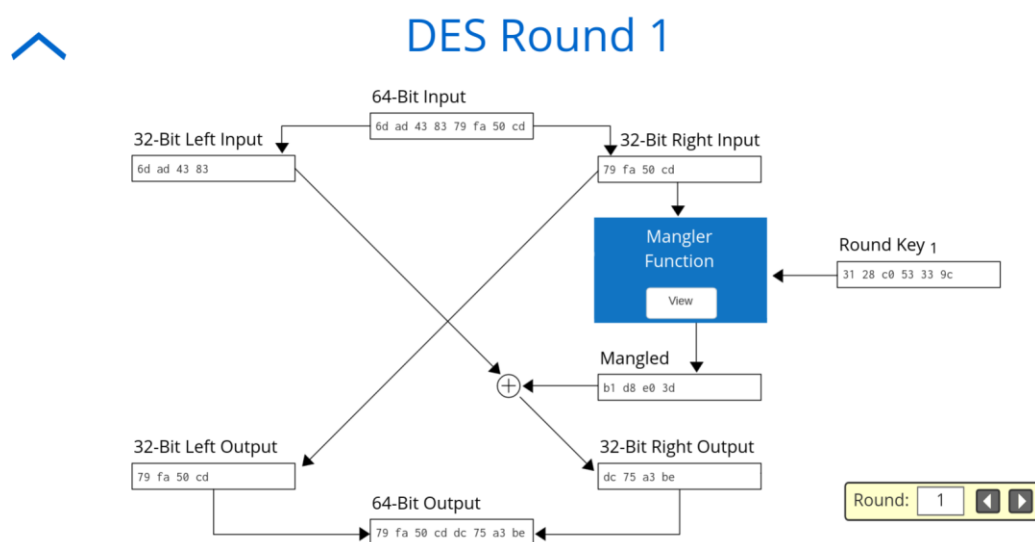 DES Round 1
64-Bit Input
6d ad 43 83 79 fa 50 cd
32-Bit Left Input
6d ad 43 83
32-Bit Right Input
79 fa 50 cd
Mangler
Function
View
Round Key 1
31 28 c0 53 33 9c
Mangled
b1 d8 e0 3d
32-Bit Left Output
79 fa 50 cd
32-Bit Right Output
dc 75 a3 be
64-Bit Output
79 fa 50 cd dc 75 a3 be
Round: 1